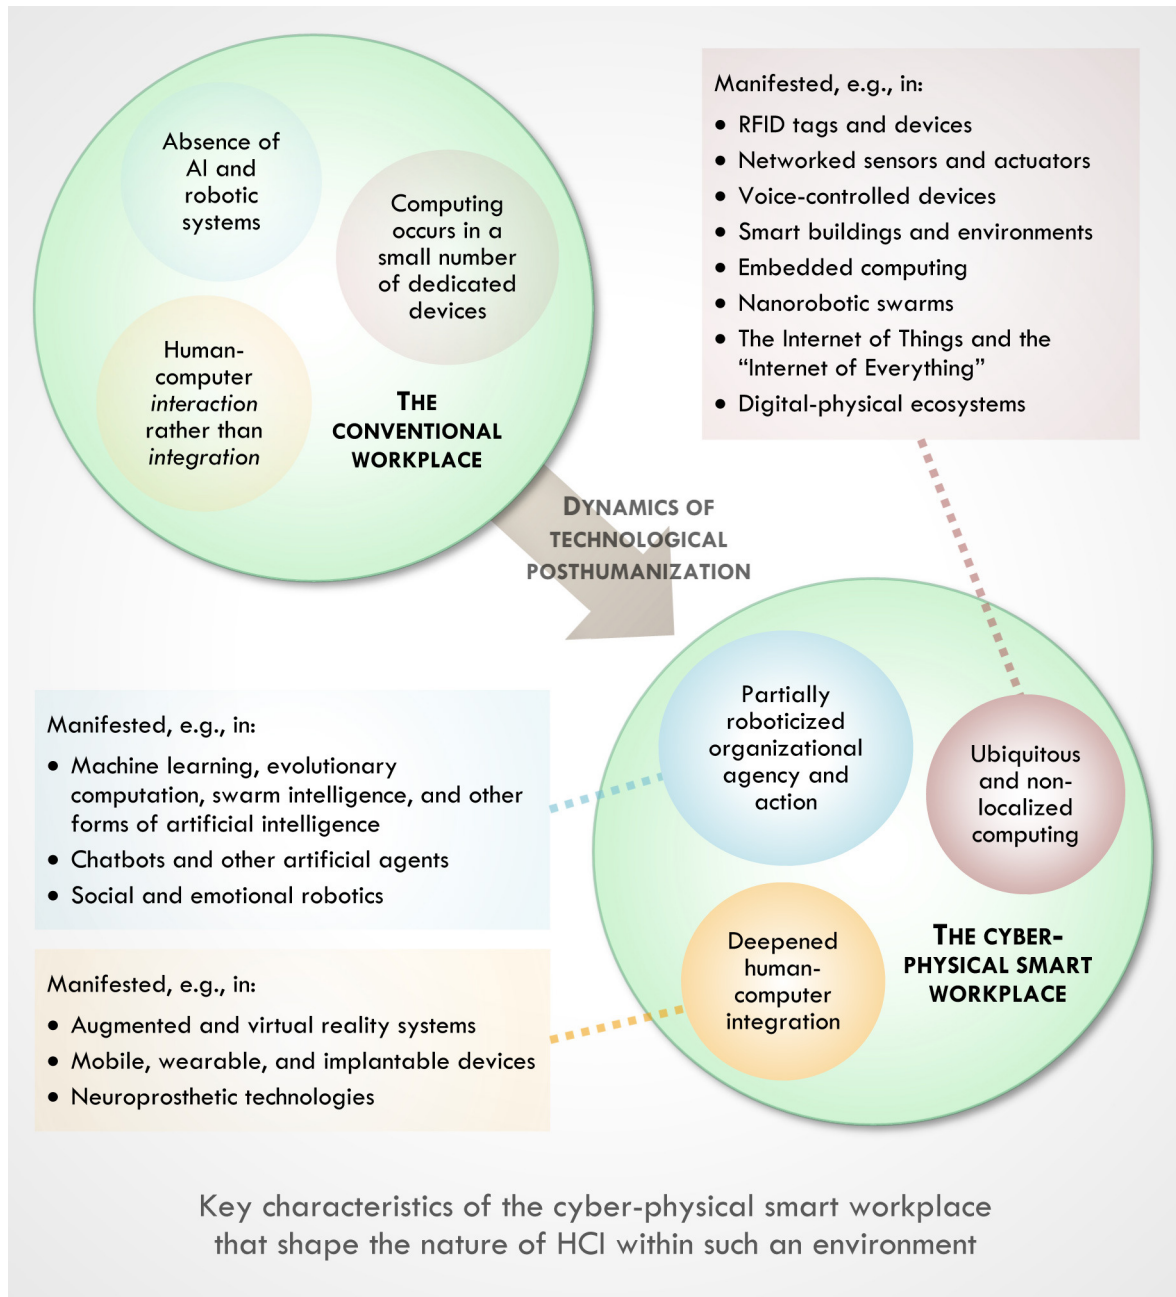 Absence of
AI and
robotic
systems
Computing
occurs in a
small number
of dedicated
devices
Human-
computer
interaction
rather than
integration
THE
CONVENTIONAL
WORKPLACE
Manifested, e.g., in:
• RFID tags and devices
• Networked sensors and actuators
• Voice-controlled devices
• Smart buildings and environments
• Embedded computing
• Nanorobotic swarms
• The Internet of Things and the
“Internet of Everything”
• Digital-physical ecosystems
DYNAMICS OF
TECHNOLOGICAL
POSTHUMANIZATION
Manifested, e.g., in:
• Machine learning, evolutionary
computation, swarm intelligence, and other
forms of artificial intelligence
• Chatbots and other artificial agents
• Social and emotional robotics
Partially
roboticized
organizational
agency and
action
Ubiquitous
and non-
localized
computing
Deepened
human-
computer
integration
THE CYBER-
PHYSICAL SMART
WORKPLACE
Manifested, e.g., in:
• Augmented and virtual reality systems
• Mobile, wearable, and implantable devices
• Neuroprosthetic technologies
Key characteristics of the cyber-physical smart workplace
that shape the nature of HCI within such an environment